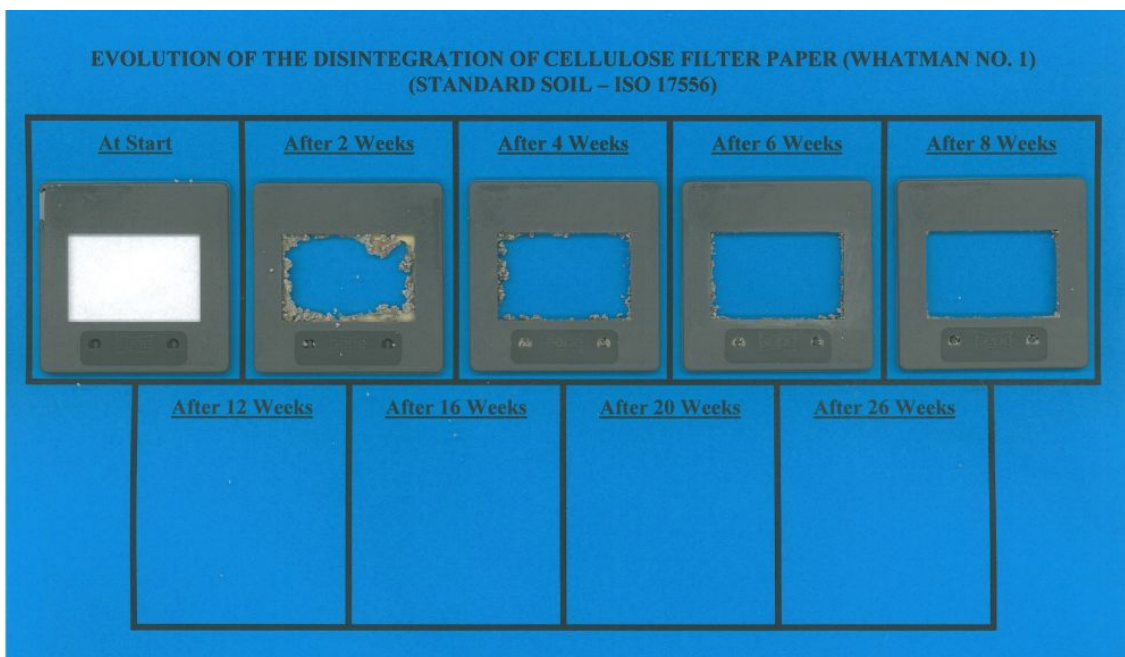 EVOLUTION OF THE DISINTEGRATION OF CELLULOSE FILTER PAPER (WHATMAN NO. 1)
(STANDARD SOIL – ISO 17556)
At Start
After 2 Weeks
After 4 Weeks
After 6 Weeks
After 8 Weeks
After 12 Weeks
After 16 Weeks
After 20 Weeks
After 26 Weeks